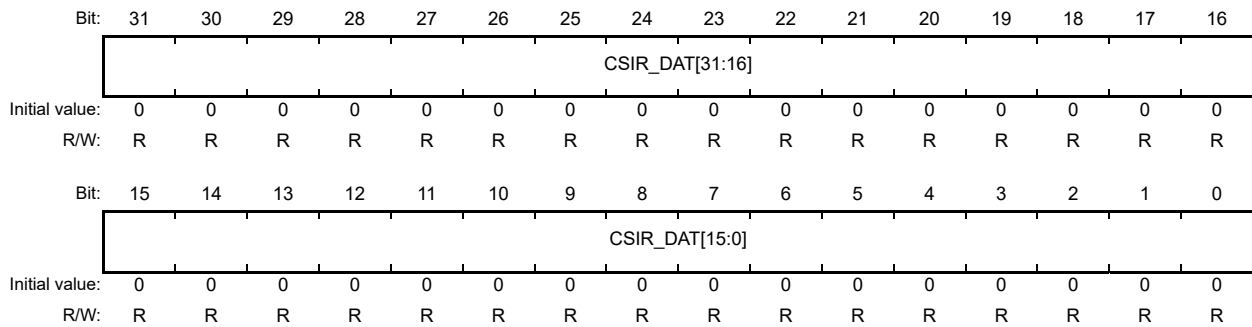 Bit: 31 30 29 28 27 26 25 24 23 22 21 20 19 18 17 16
CSIR_DAT[31:16]
Initial value: 0 0 0 0 0 0 0 0 0 0 0 0 0 0 0 0
R/W: R R R R R R R R R R R R R R R R
Bit: 15 14 13 12 11 10 9 8 7 6 5 4 3 2 1 0
CSIR_DAT[15:0]
Initial value: 0 0 0 0 0 0 0 0 0 0 0 0 0 0 0 0
R/W: R R R R R R R R R R R R R R R R